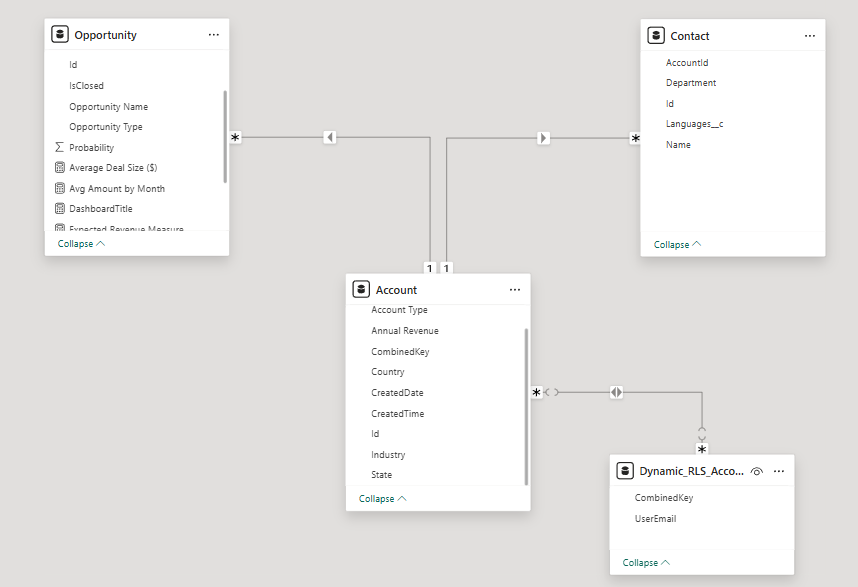 Opportunity
Id
IsClosed
Opportunity Name
Opportunity Type
Probability
Average Deal Size ($)
Avg Amount by Month
DashboardTitle
Expected Revenue Measure
Collapse
*
Contact
AccountId
Department
Id
Languages__c
Name
Collapse
*
1
1
Account
Account Type
Annual Revenue
CombinedKey
Country
CreatedDate
CreatedTime
Id
Industry
State
Collapse
*
*
Dynamic_RLS_Acco...
CombinedKey
UserEmail
Collapse